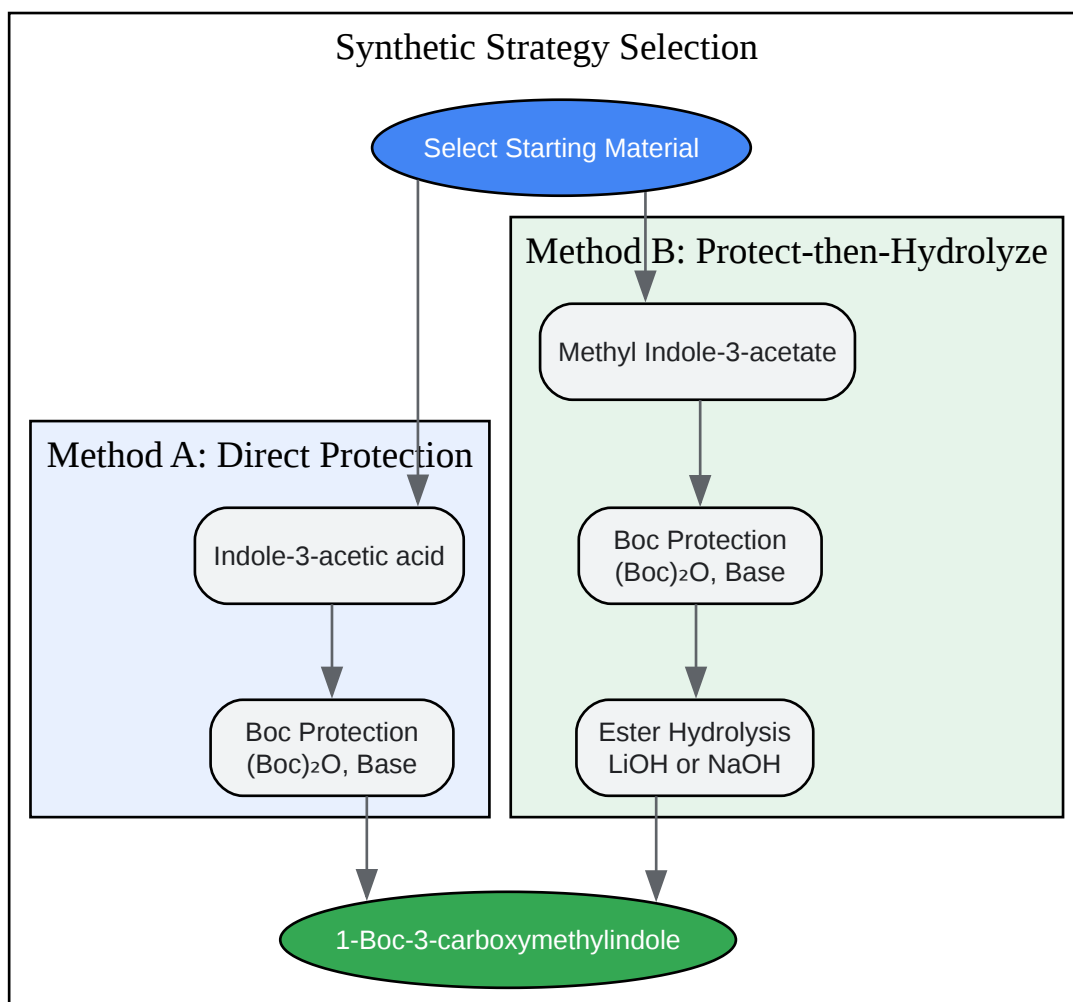 Synthetic Strategy Selection
Select Starting Material
Method B: Protect-then-Hydrolyze
Methyl Indole-3-acetate
Method A: Direct Protection
Indole-3-acetic acid
Boc Protection
(Boc)₂O, Base
Boc Protection
(Boc)₂O, Base
Ester Hydrolysis
LiOH or NaOH
1-Boc-3-carboxymethylindole